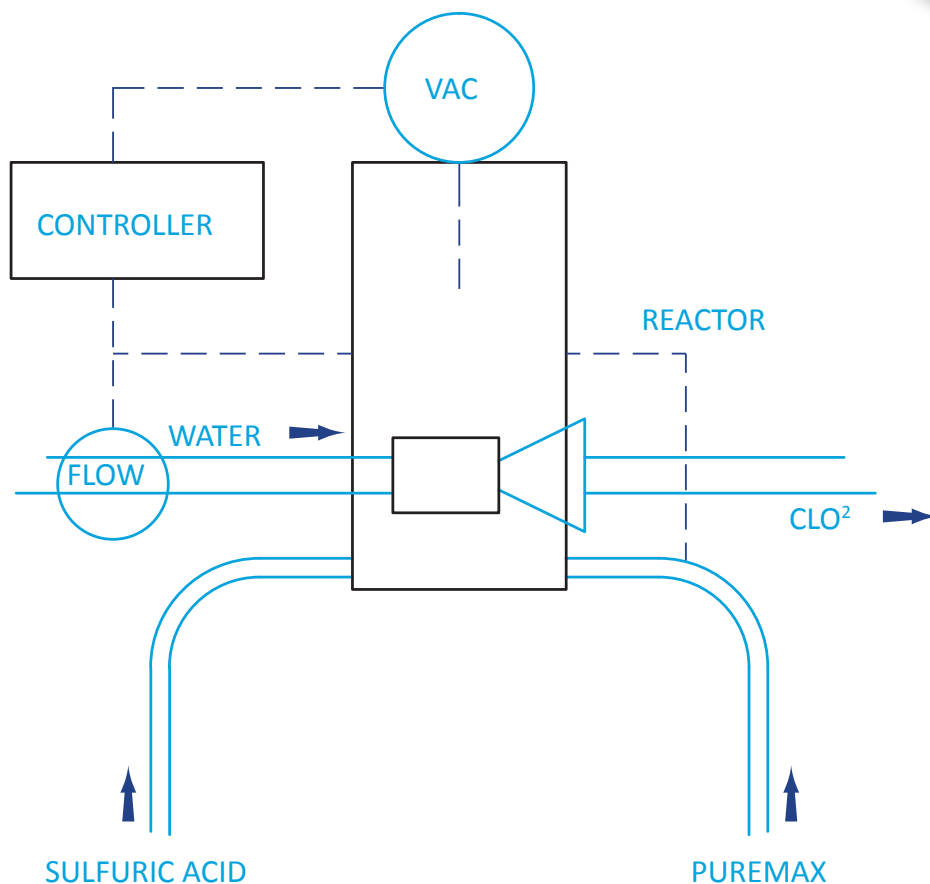 VAC
CONTROLLER
REACTOR
WATER
FLOW
CLO²
SULFURIC ACID
PUREMAX